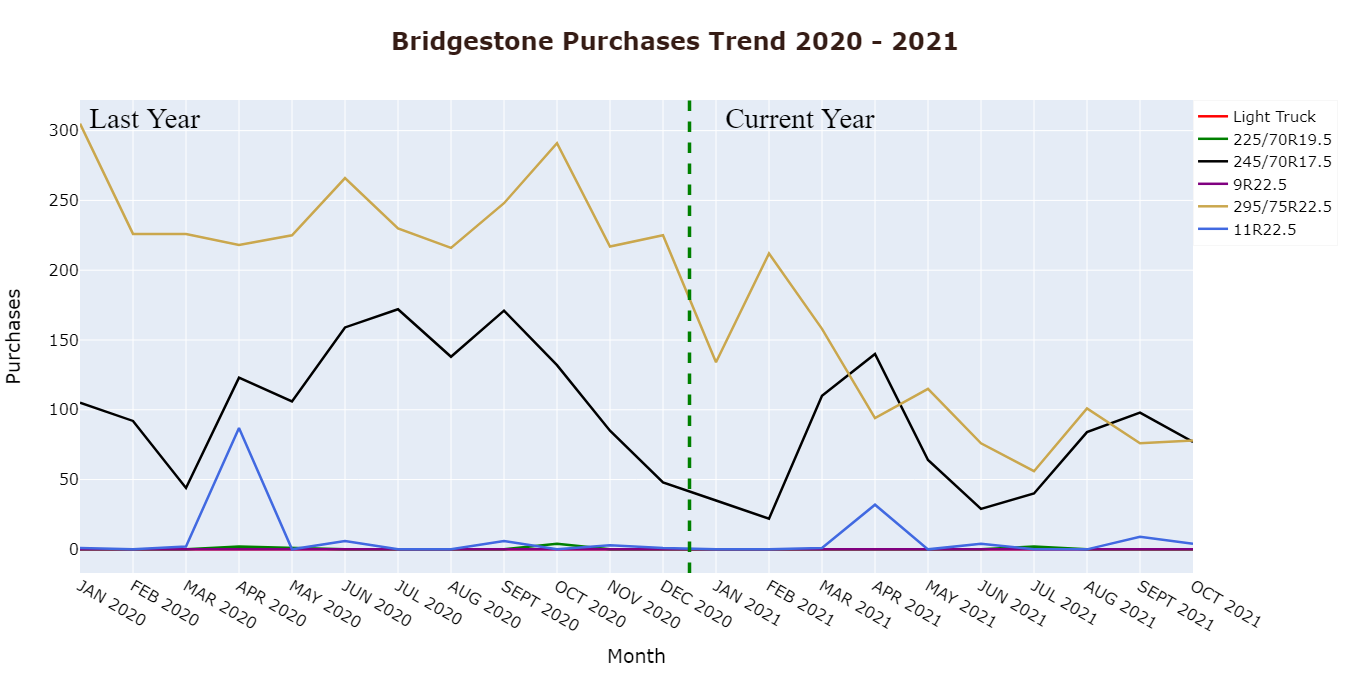 Bridgestone Purchases Trend 2020 - 2021
Last Year
Current Year
Light Truck
225/70R19.5
245/70R17.5
9R22.5
295/75R22.5
11R22.5
300
250
200
150
100
50
0
Purchases
JAN 2020
FEB 2020
MAR 2020
APR 2020
MAY 2020
JUN 2020
JUL 2020
AUG 2020
SEPT 2020
OCT 2020
NOV 2020
DEC 2020
JAN 2021
FEB 2021
MAR 2021
APR 2021
MAY 2021
JUN 2021
JUL 2021
AUG 2021
SEPT 2021
OCT 2021
Month